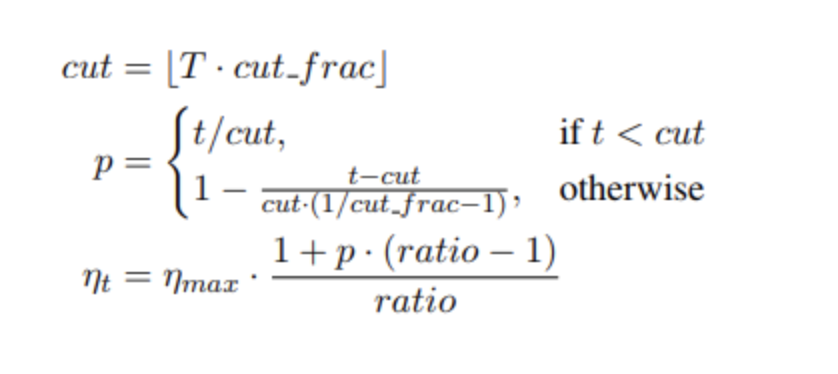 cut = ⌊T · cut_frac⌋
p = { t/cut, if t < cut
1 − (t−cut)/(cut·(1/cut_frac−1)), otherwise
η_t = η_max · (1 + p · (ratio − 1))/ratio